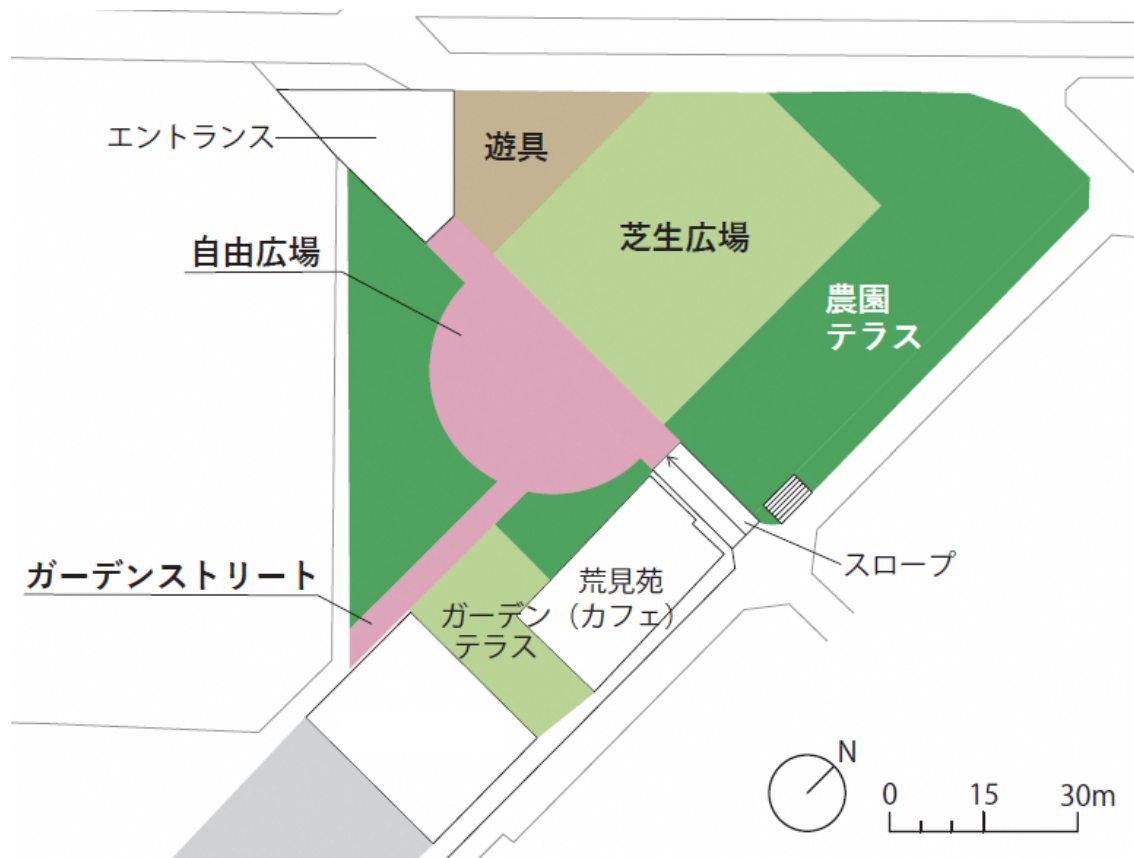 エントランス
遊具
芝生広場
自由広場
農園
テラス
スロープ
ガーデンストリート
荒見苑
(カフェ)
ガーデン
テラス
N
0 15 30m